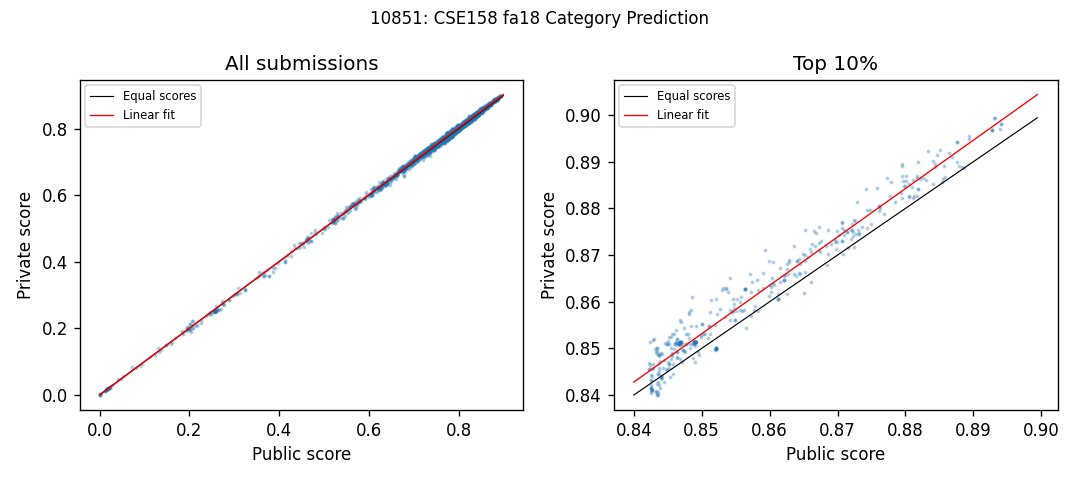 10851: CSE158 fa18 Category Prediction
All submissions
Equal scores
Linear fit
Private score
0.8
0.6
0.4
0.2
0.0
0.0 0.2 0.4 0.6 0.8
Public score
Top 10%
Equal scores
Linear fit
Private score
0.90
0.89
0.88
0.87
0.86
0.85
0.84
0.84 0.85 0.86 0.87 0.88 0.89 0.90
Public score